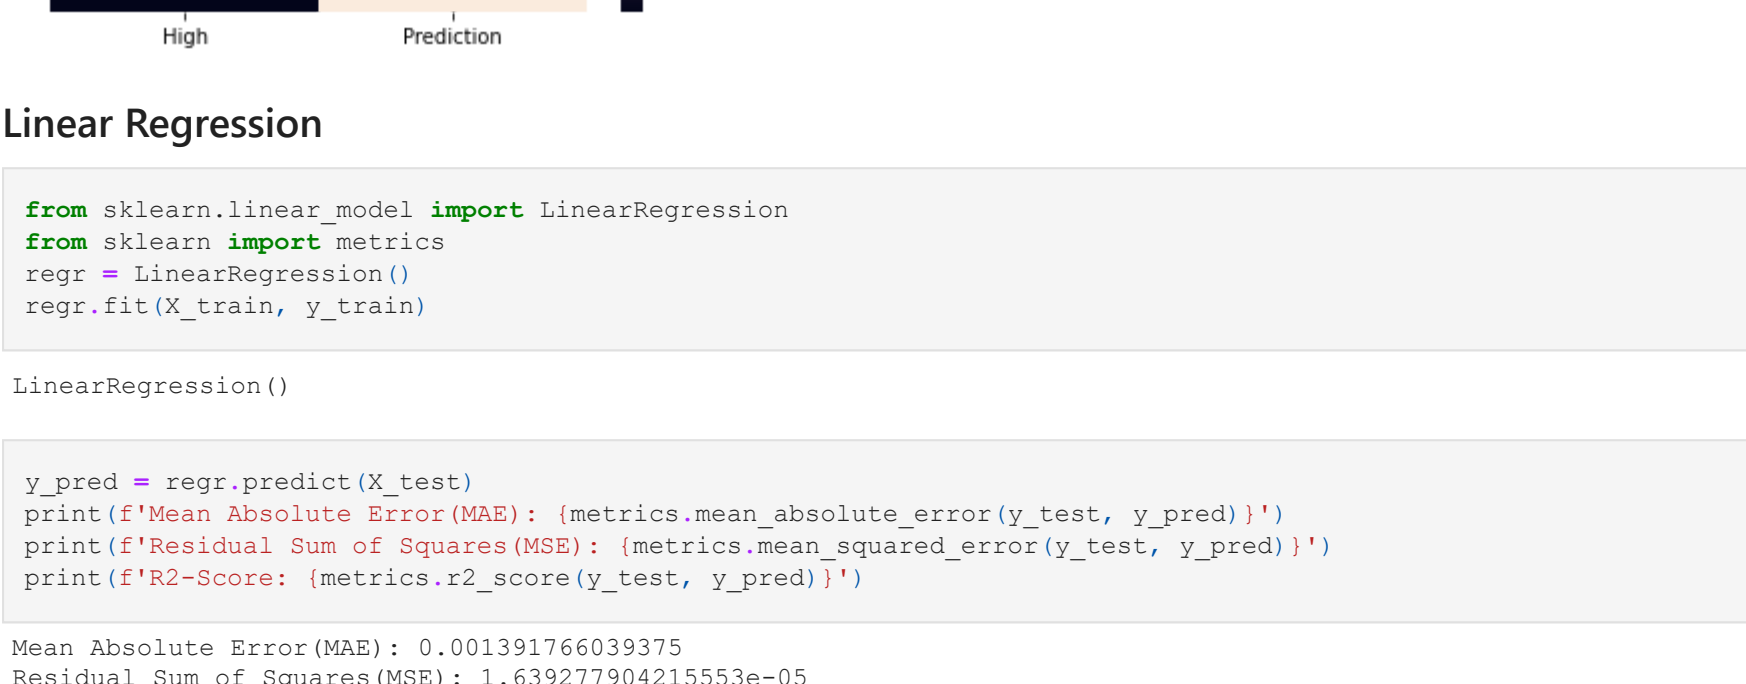 High Prediction
Linear Regression
from sklearn.linear_model import LinearRegression
from sklearn import metrics
regr = LinearRegression()
regr.fit(X_train, y_train)
LinearRegression()
y_pred = regr.predict(X_test)
print(f'Mean Absolute Error(MAE): {metrics.mean_absolute_error(y_test, y_pred)}')
print(f'Residual Sum of Squares(MSE): {metrics.mean_squared_error(y_test, y_pred)}')
print(f'R2-Score: {metrics.r2_score(y_test, y_pred)}')
Mean Absolute Error(MAE): 0.001391766039375
Residual Sum of Squares(MSE): 1.639277904215553e-05